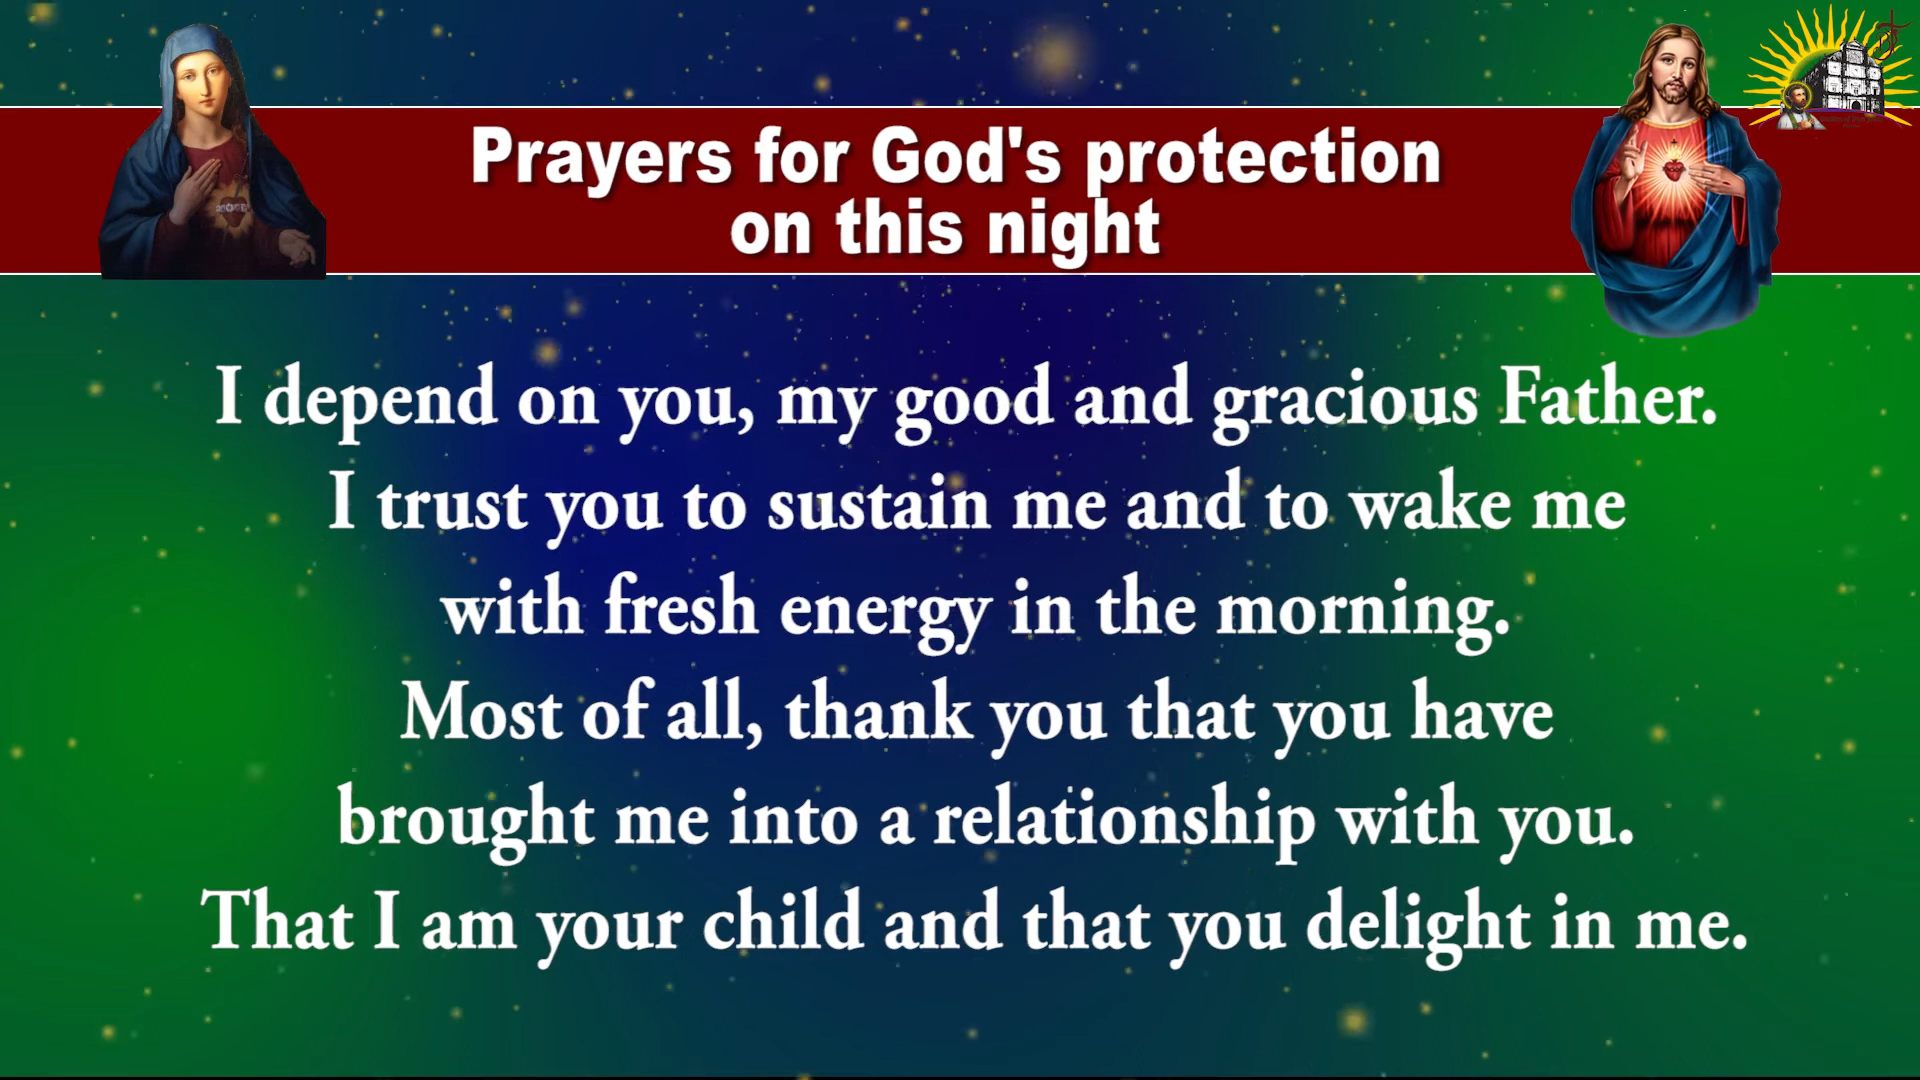 Prayers for God's protection
on this night
I depend on you, my good and gracious Father.
I trust you to sustain me and to wake me
with fresh energy in the morning.
Most of all, thank you that you have
brought me into a relationship with you.
That I am your child and that you delight in me.